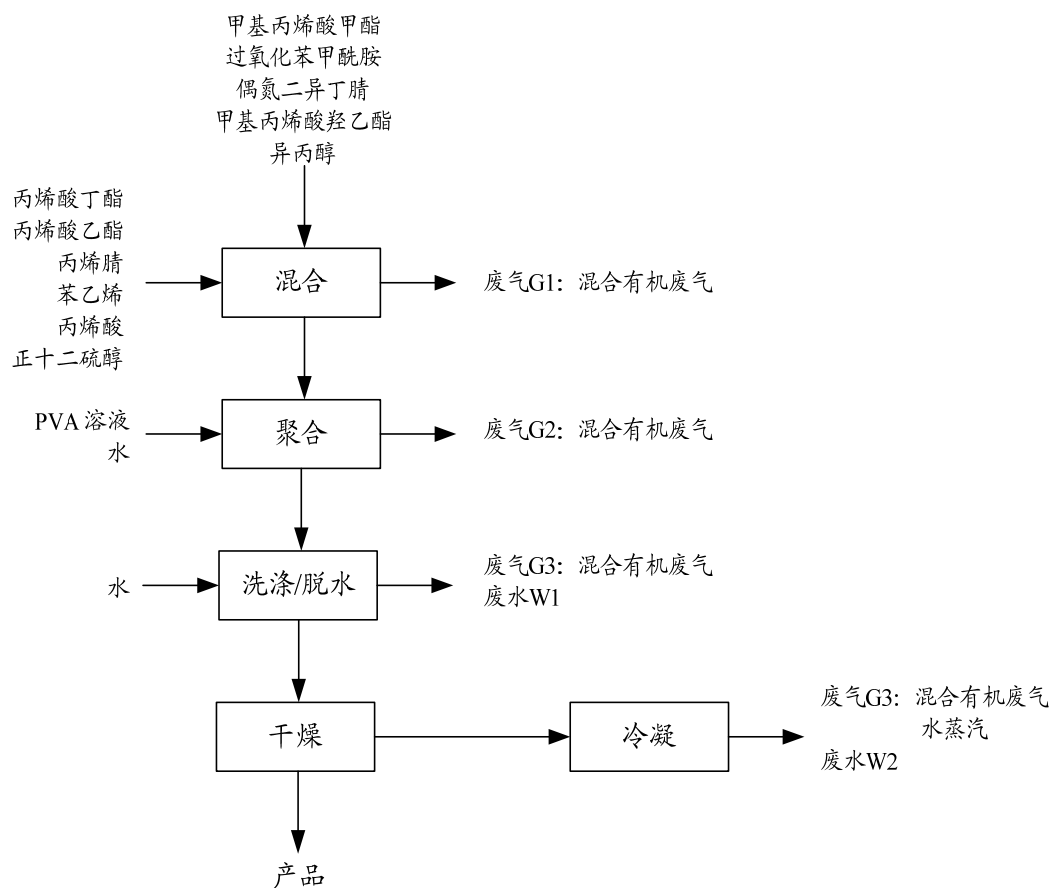 甲基丙烯酸甲酯
过氧化苯甲酰胺
偶氮二异丁腈
甲基丙烯酸羟乙酯
异丙醇
丙烯酸丁酯
丙烯酸乙酯
丙烯腈
苯乙烯
丙烯酸
正十二硫醇
混合
废气G1：混合有机废气
PVA 溶液
水
聚合
废气G2：混合有机废气
水
洗涤/脱水
废气G3：混合有机废气
废水W1
干燥
冷凝
废气G3：混合有机废气
水蒸汽
废水W2
产品